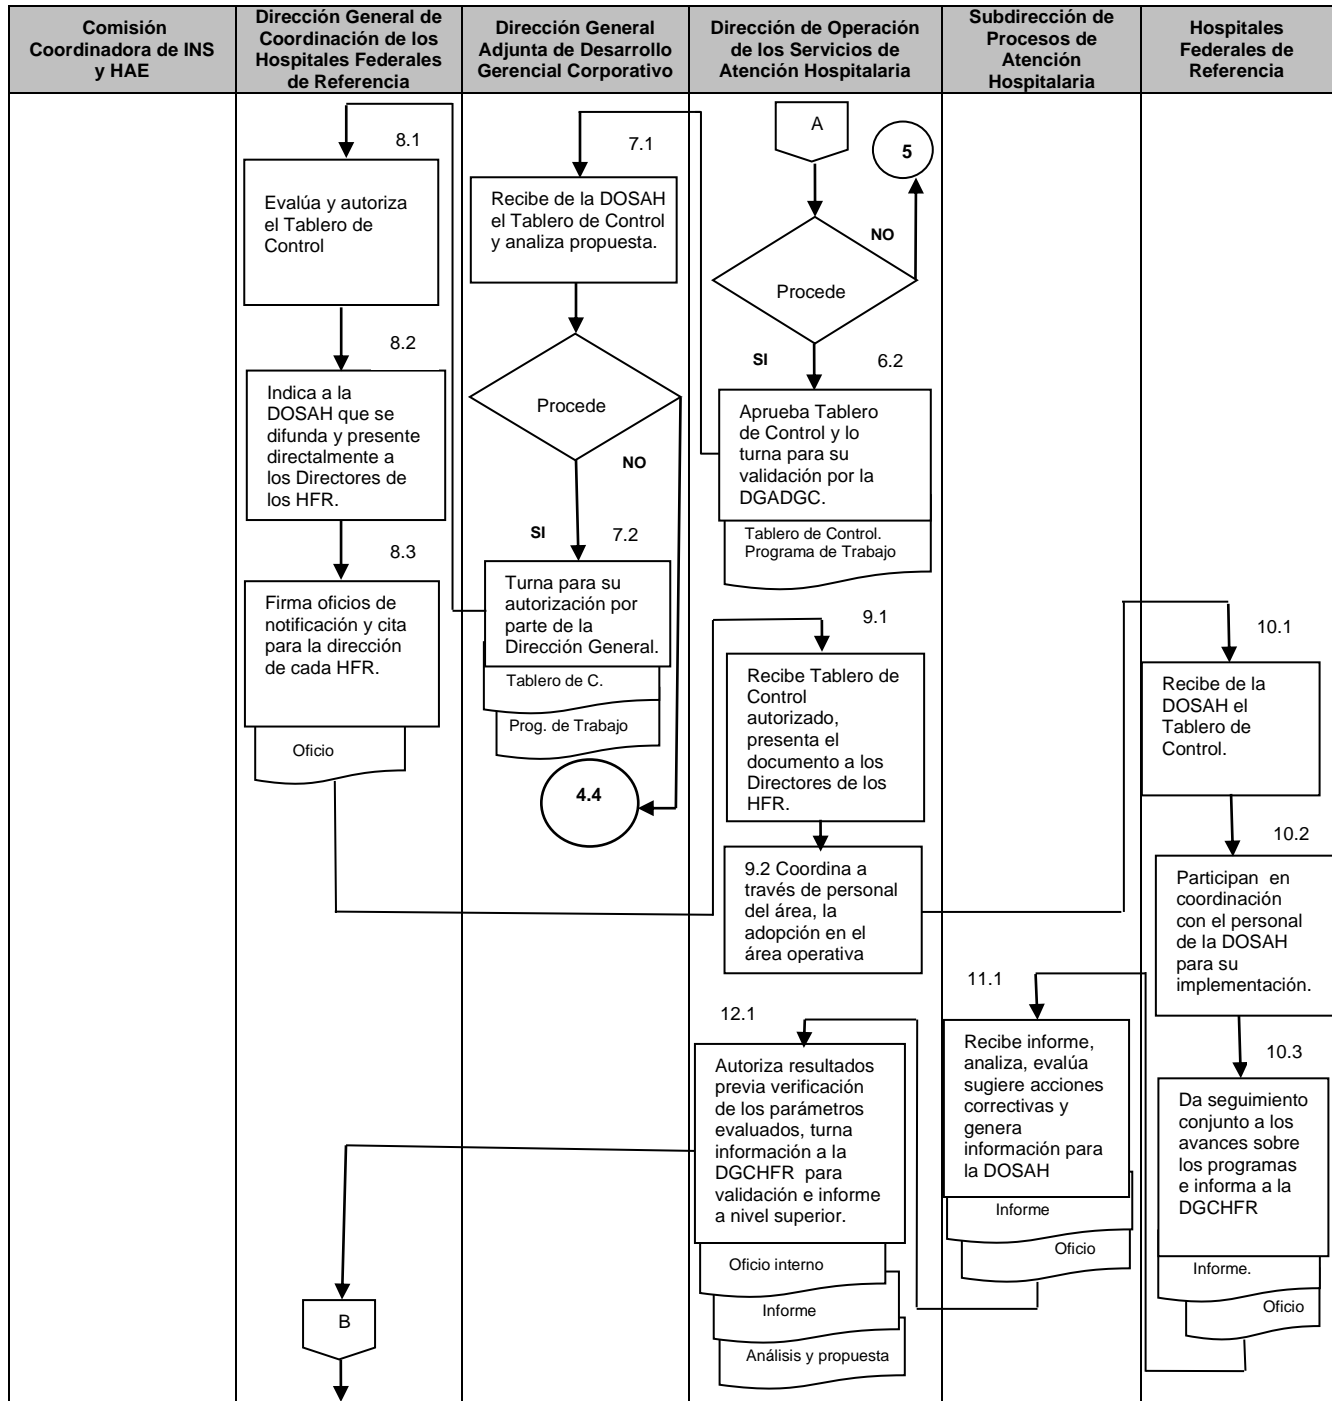 Comisión
Coordinadora de INS
y HAE
Dirección General de
Coordinación de los
Hospitales Federales
de Referencia
Dirección General
Adjunta de Desarrollo
Gerencial Corporativo
Dirección de Operación
de los Servicios de
Atención Hospitalaria
Subdirección de
Procesos de
Atención
Hospitalaria
Hospitales
Federales de
Referencia
A
5
NO
Procede
SI
6.2
Aprueba Tablero
de Control y lo
turna para su
validación por la
DGADGC.
Tablero de Control.
Programa de Trabajo
7.1
Recibe de la DOSAH
el Tablero de Control
y analiza propuesta.
Procede
NO
SI
7.2
Turna para su
autorización por
parte de la
Dirección General.
Tablero de C.
Prog. de Trabajo
4.4
8.1
Evalúa y autoriza
el Tablero de
Control
8.2
Indica a la
DOSAH que se
difunda y presente
directalmente a
los Directores de
los HFR.
8.3
Firma oficios de
notificación y cita
para la dirección
de cada HFR.
Oficio
9.1
Recibe Tablero de
Control
autorizado,
presenta el
documento a los
Directores de los
HFR.
9.2 Coordina a
través de personal
del área, la
adopción en el
área operativa
10.1
Recibe de la
DOSAH el
Tablero de
Control.
10.2
Participan en
coordinación
con el personal
de la DOSAH
para su
implementación.
10.3
Da seguimiento
conjunto a los
avances sobre
los programas
e informa a la
DGCHFR
Informe.
Oficio
11.1
Recibe informe,
analiza, evalúa
sugiere acciones
correctivas y
genera
información para
la DOSAH
Informe
Oficio
12.1
Autoriza resultados
previa verificación
de los parámetros
evaluados, turna
información a la
DGCHFR para
validación e informe
a nivel superior.
Oficio interno
Informe
Análisis y propuesta
B